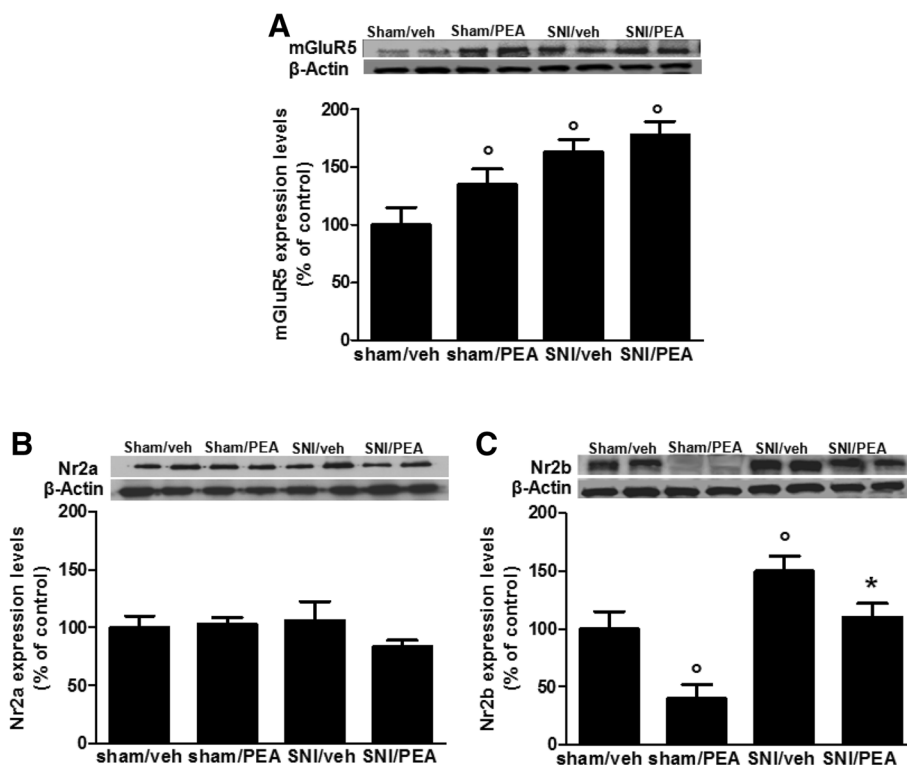 A
Sham/veh Sham/PEA SNI/veh SNI/PEA
mGluR5
β-Actin
mGluR5 expression levels
(% of control)
200
150
100
50
0
sham/veh sham/PEA SNI/veh SNI/PEA
B
Sham/veh Sham/PEA SNI/veh SNI/PEA
Nr2a
β-Actin
Nr2a expression levels
(% of control)
200
150
100
50
0
sham/veh sham/PEA SNI/veh SNI/PEA
C
Sham/veh Sham/PEA SNI/veh SNI/PEA
Nr2b
β-Actin
Nr2b expression levels
(% of control)
200
150
100
50
0
*
sham/veh sham/PEA SNI/veh SNI/PEA